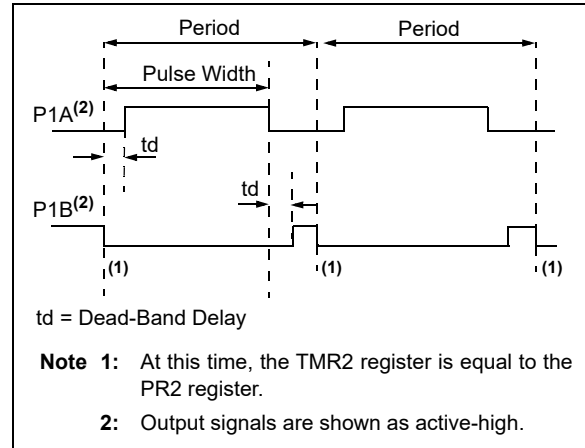 Period Period
Pulse Width
P1A(2)
td
td
P1B(2)
(1) (1) (1)
td = Dead-Band Delay
Note 1: At this time, the TMR2 register is equal to the
PR2 register.
2: Output signals are shown as active-high.